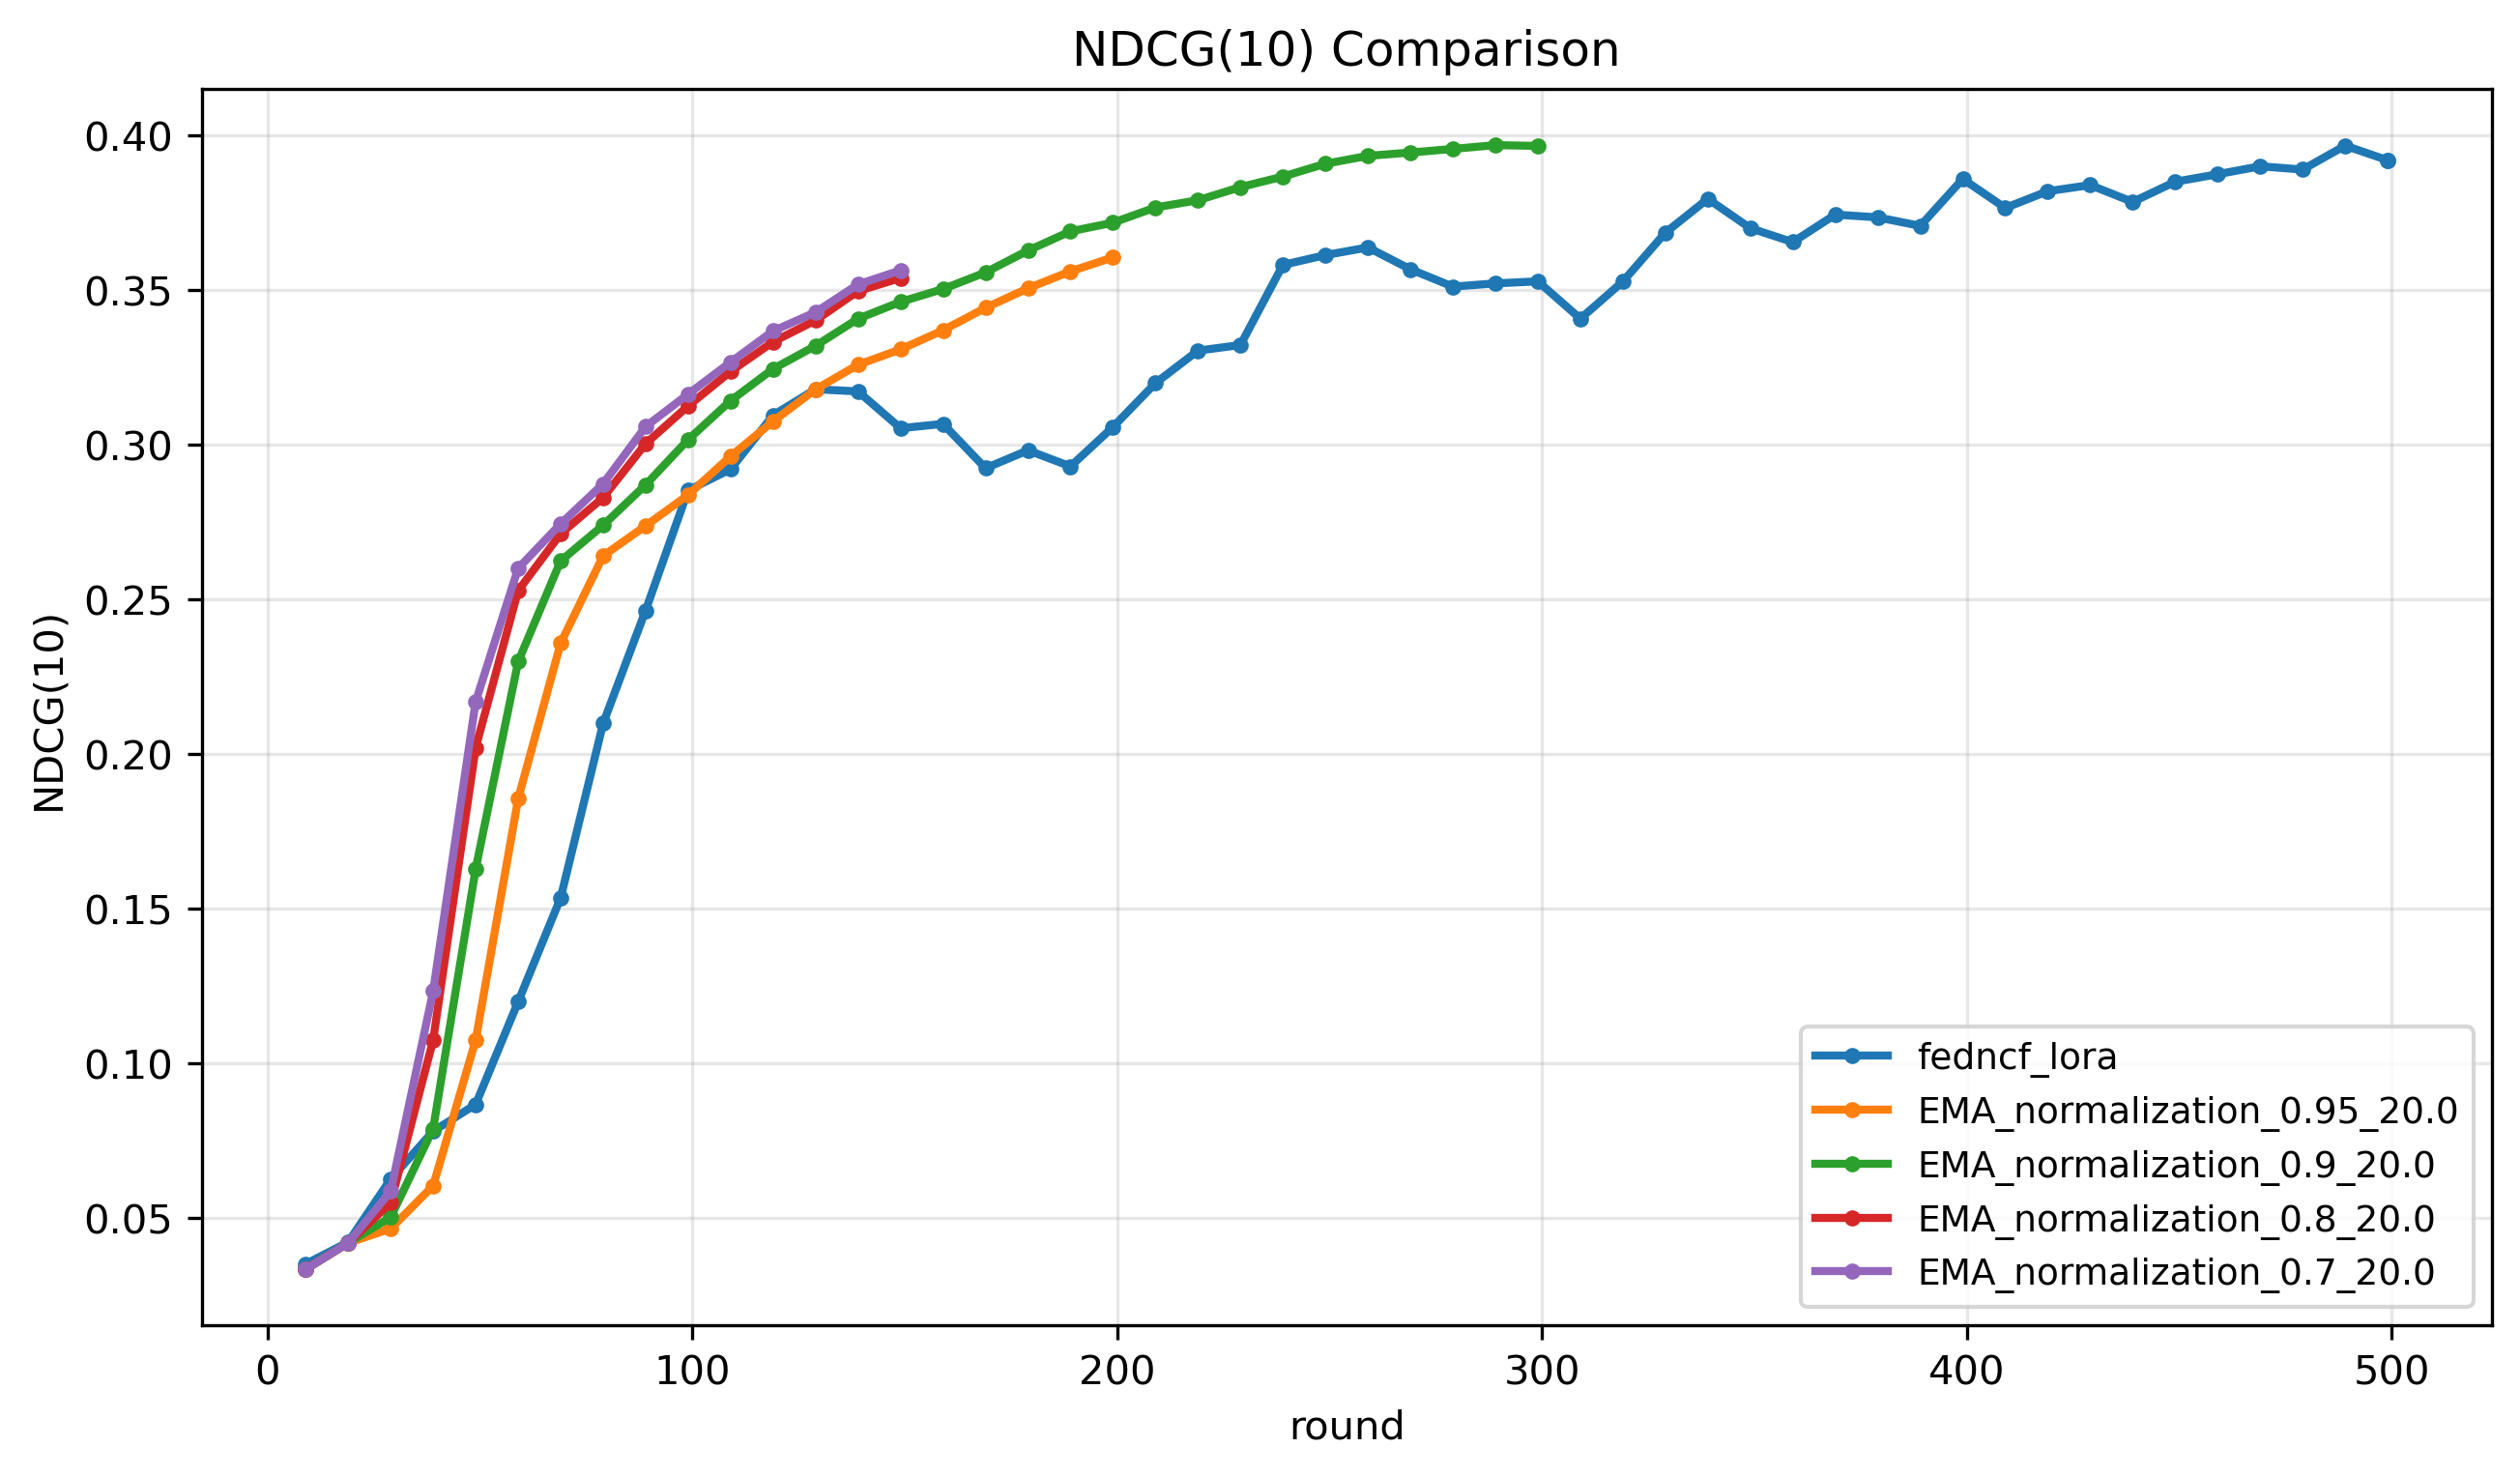 NDCG(10) Comparison
NDCG(10)
0.40
0.35
0.30
0.25
0.20
0.15
0.10
0.05
0 100 200 300 400 500
round
fedncf_lora
EMA_normalization_0.95_20.0
EMA_normalization_0.9_20.0
EMA_normalization_0.8_20.0
EMA_normalization_0.7_20.0